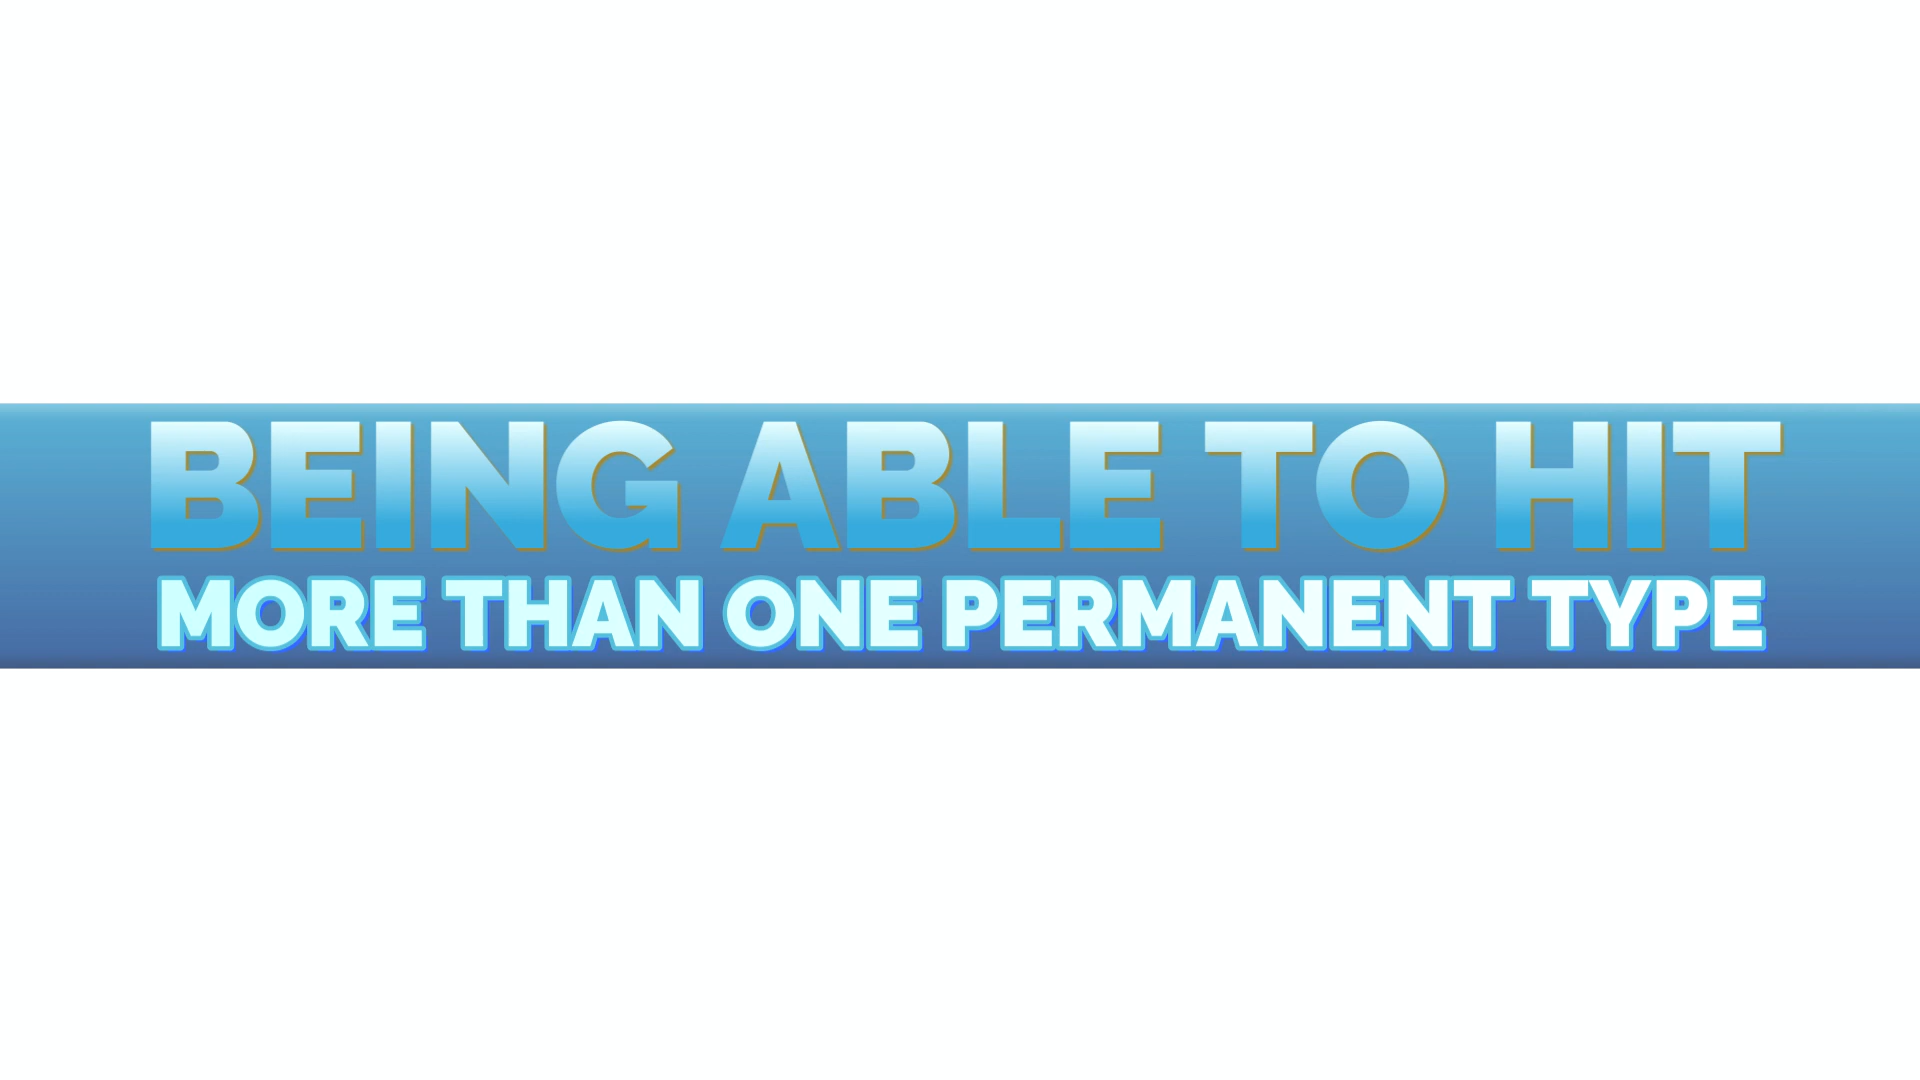 BEING ABLE TO HIT
MORE THAN ONE PERMANENT TYPE